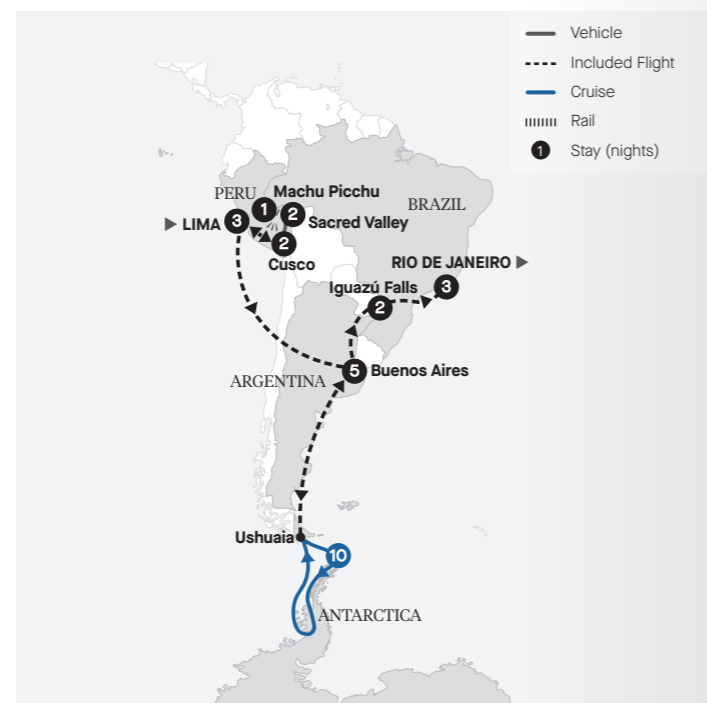 Vehicle
Included Flight
Cruise
Rail
1 Stay (nights)
PERU
Machu Picchu
1
2
BRAZIL
LIMA 3
Sacred Valley
2
Cusco
RIO DE JANEIRO
Iguazú Falls
3
2
5 Buenos Aires
ARGENTINA
Ushuaia
10
ANTARCTICA